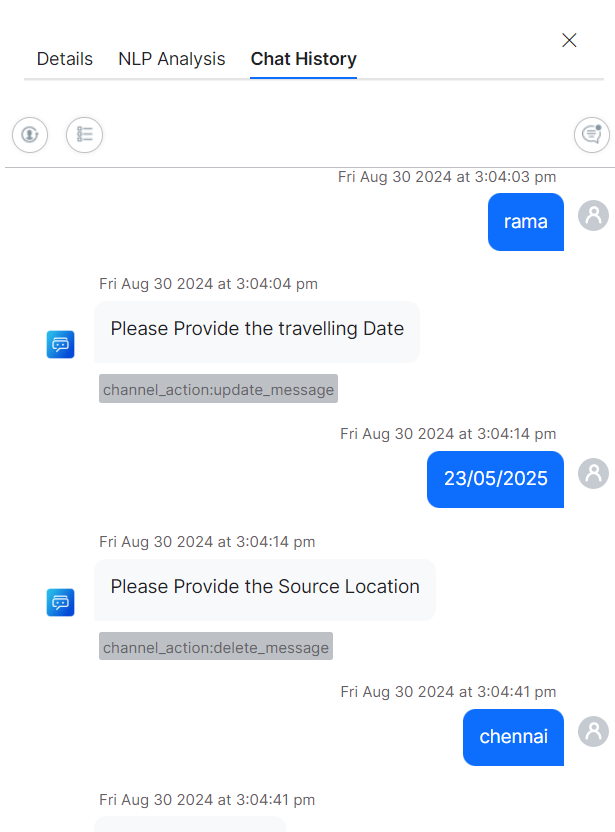 Details NLP Analysis Chat History
Fri Aug 30 2024 at 3:04:03 pm
rama
Fri Aug 30 2024 at 3:04:04 pm
Please Provide the travelling Date
channel_action:update_message
Fri Aug 30 2024 at 3:04:14 pm
23/05/2025
Fri Aug 30 2024 at 3:04:14 pm
Please Provide the Source Location
channel_action:delete_message
Fri Aug 30 2024 at 3:04:41 pm
chennai
Fri Aug 30 2024 at 3:04:41 pm